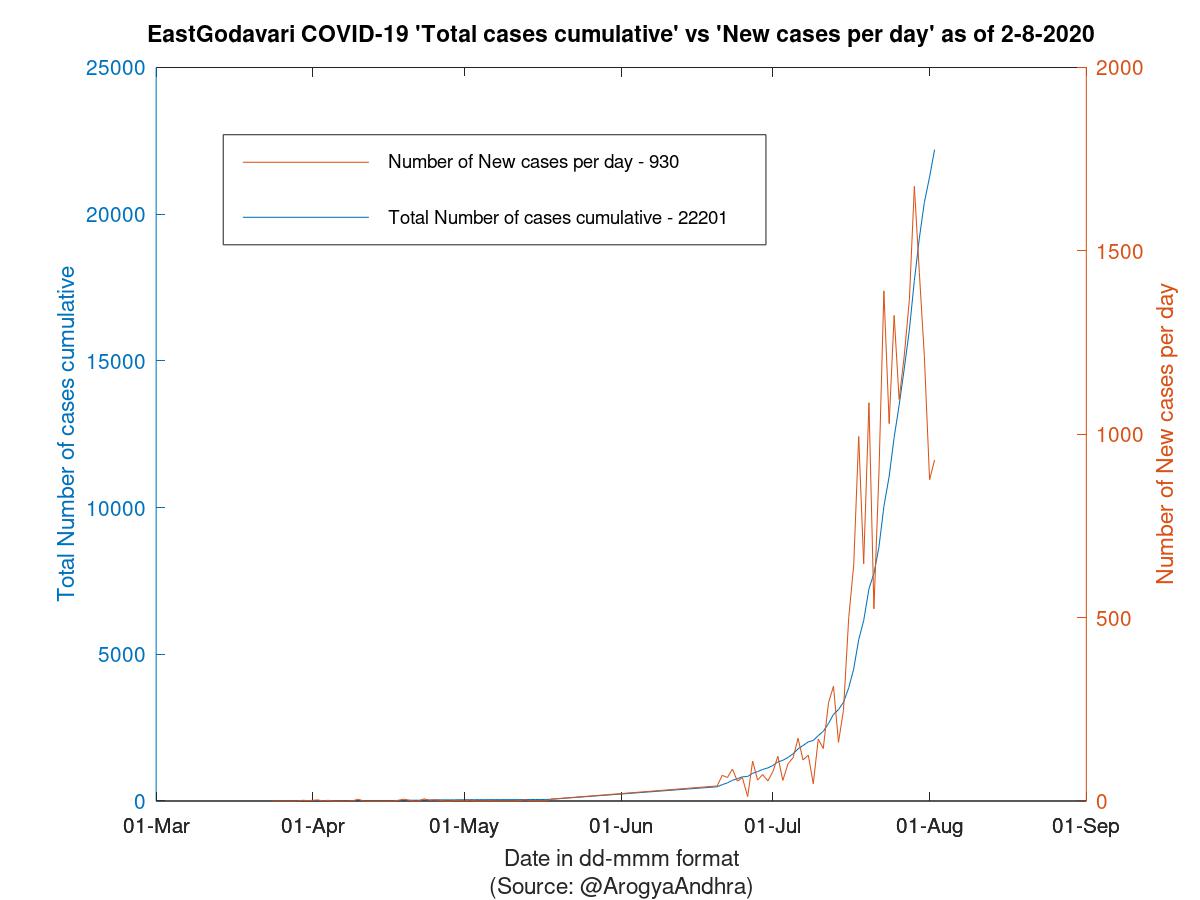 EastGodavari COVID-19 'Total cases cumulative' vs 'New cases per day' as of 2-8-2020
25000
20000
15000
10000
5000
0
Total Number of cases cumulative
2000
1500
1000
500
0
Number of New cases per day
Number of New cases per day - 930
Total Number of cases cumulative - 22201
01-Mar 01-Apr 01-May 01-Jun 01-Jul 01-Aug 01-Sep
Date in dd-mmm format
(Source: @ArogyaAndhra)